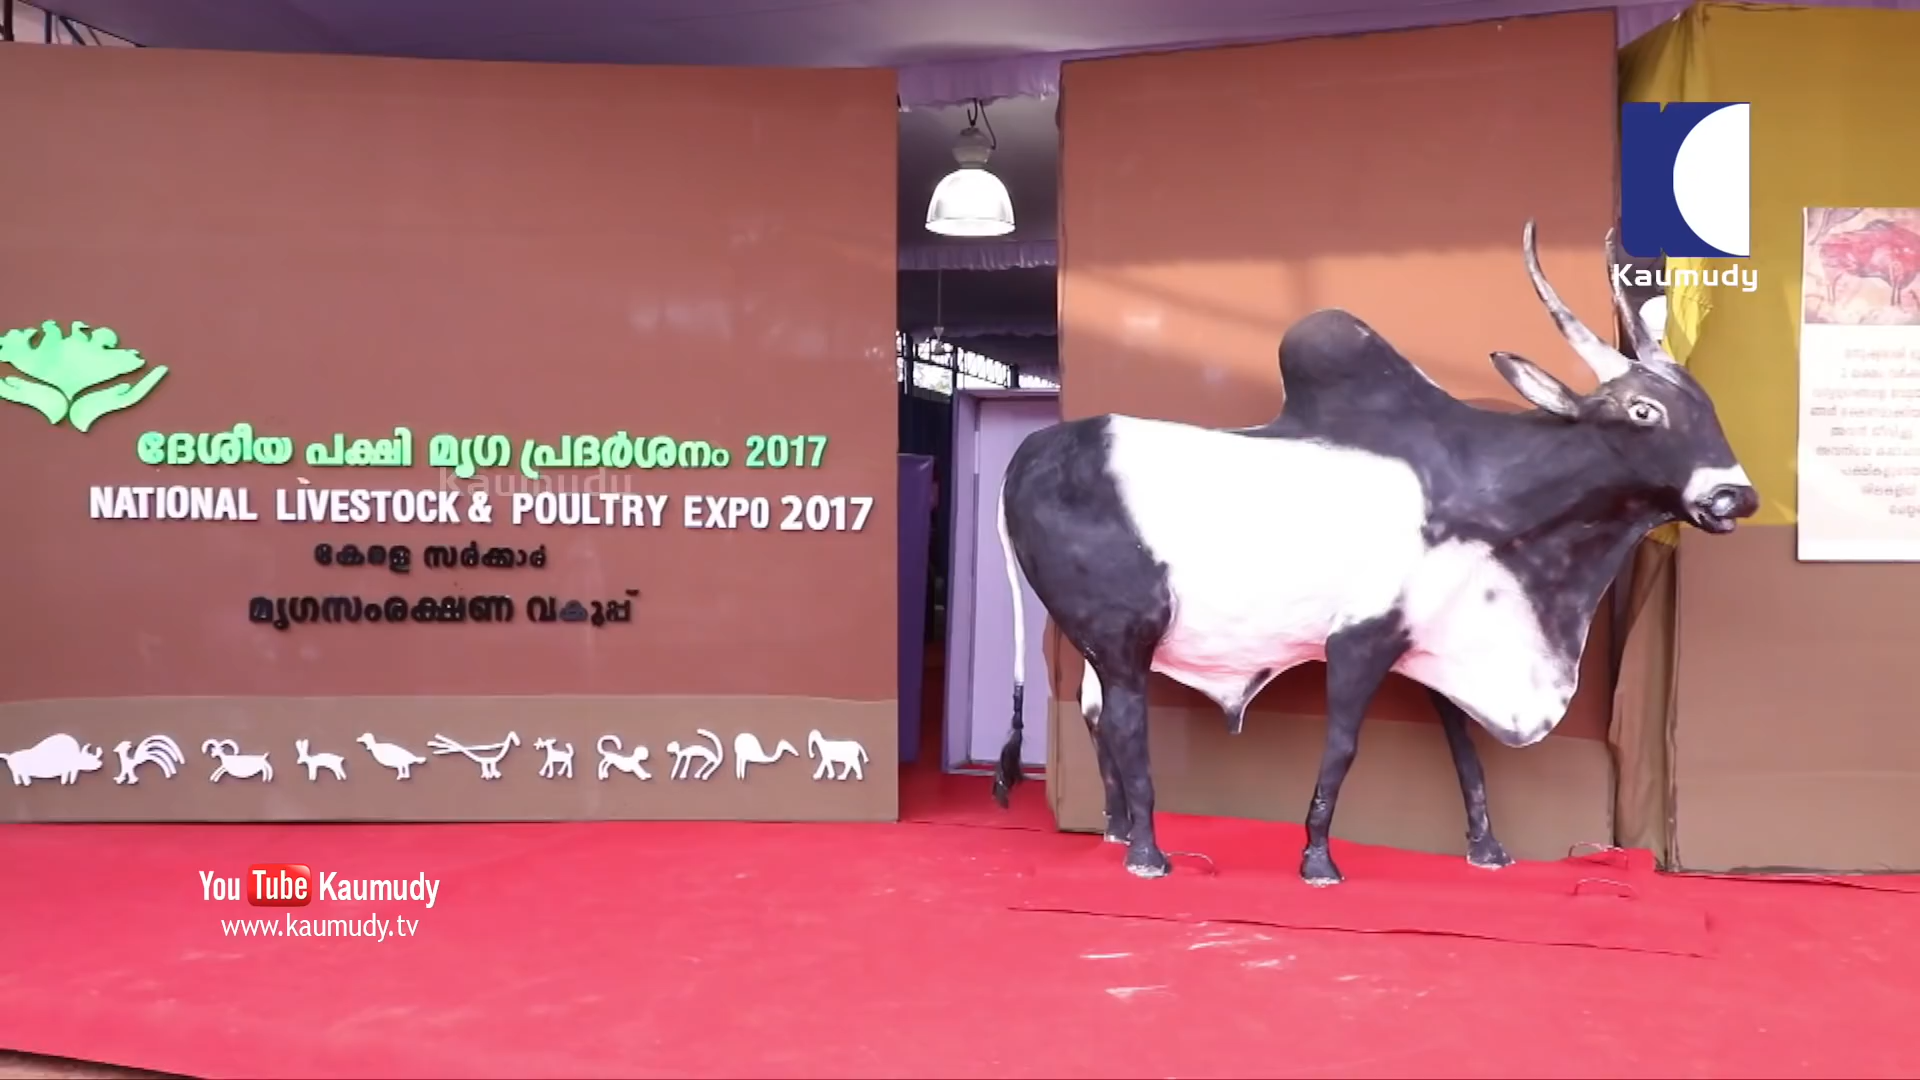 Kaumudy
ദേശീയ പക്ഷി മൃഗ പ്രദർശനം 2017
NATIONAL LIVESTOCK & POULTRY EXPO 2017
Kaumudy
കേരള സർക്കാർ
മൃഗസംരക്ഷണ വകുപ്പ്
You Tube Kaumudy
www.kaumudy.tv